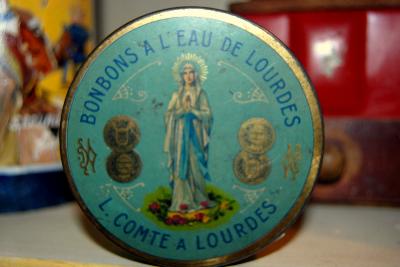 BONBONS À L'EAU DE LOURDES
L. COMTE A LOURDES